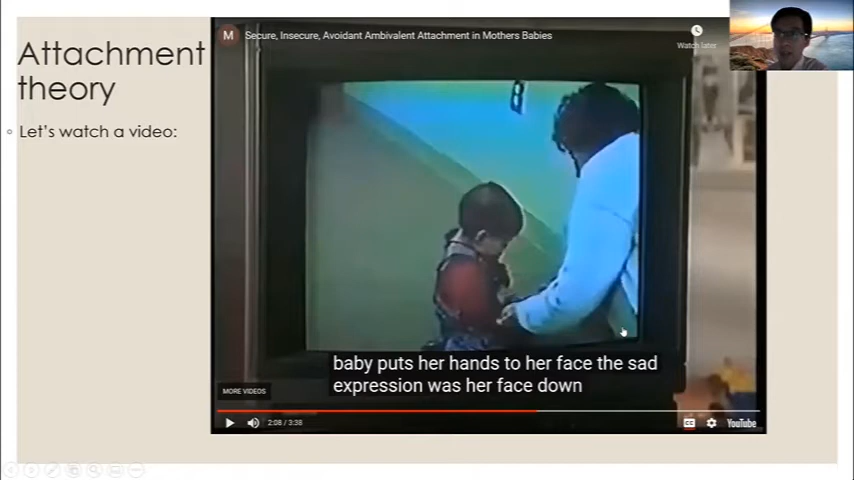 Attachment
theory
Let's watch a video:
M
Secure, Insecure, Avoidant Ambivalent Attachment in Mothers Babies
Watch later
baby puts her hands to her face the sad
expression was her face down
MORE VIDEOS
2:08 / 3:38
CC
YouTube